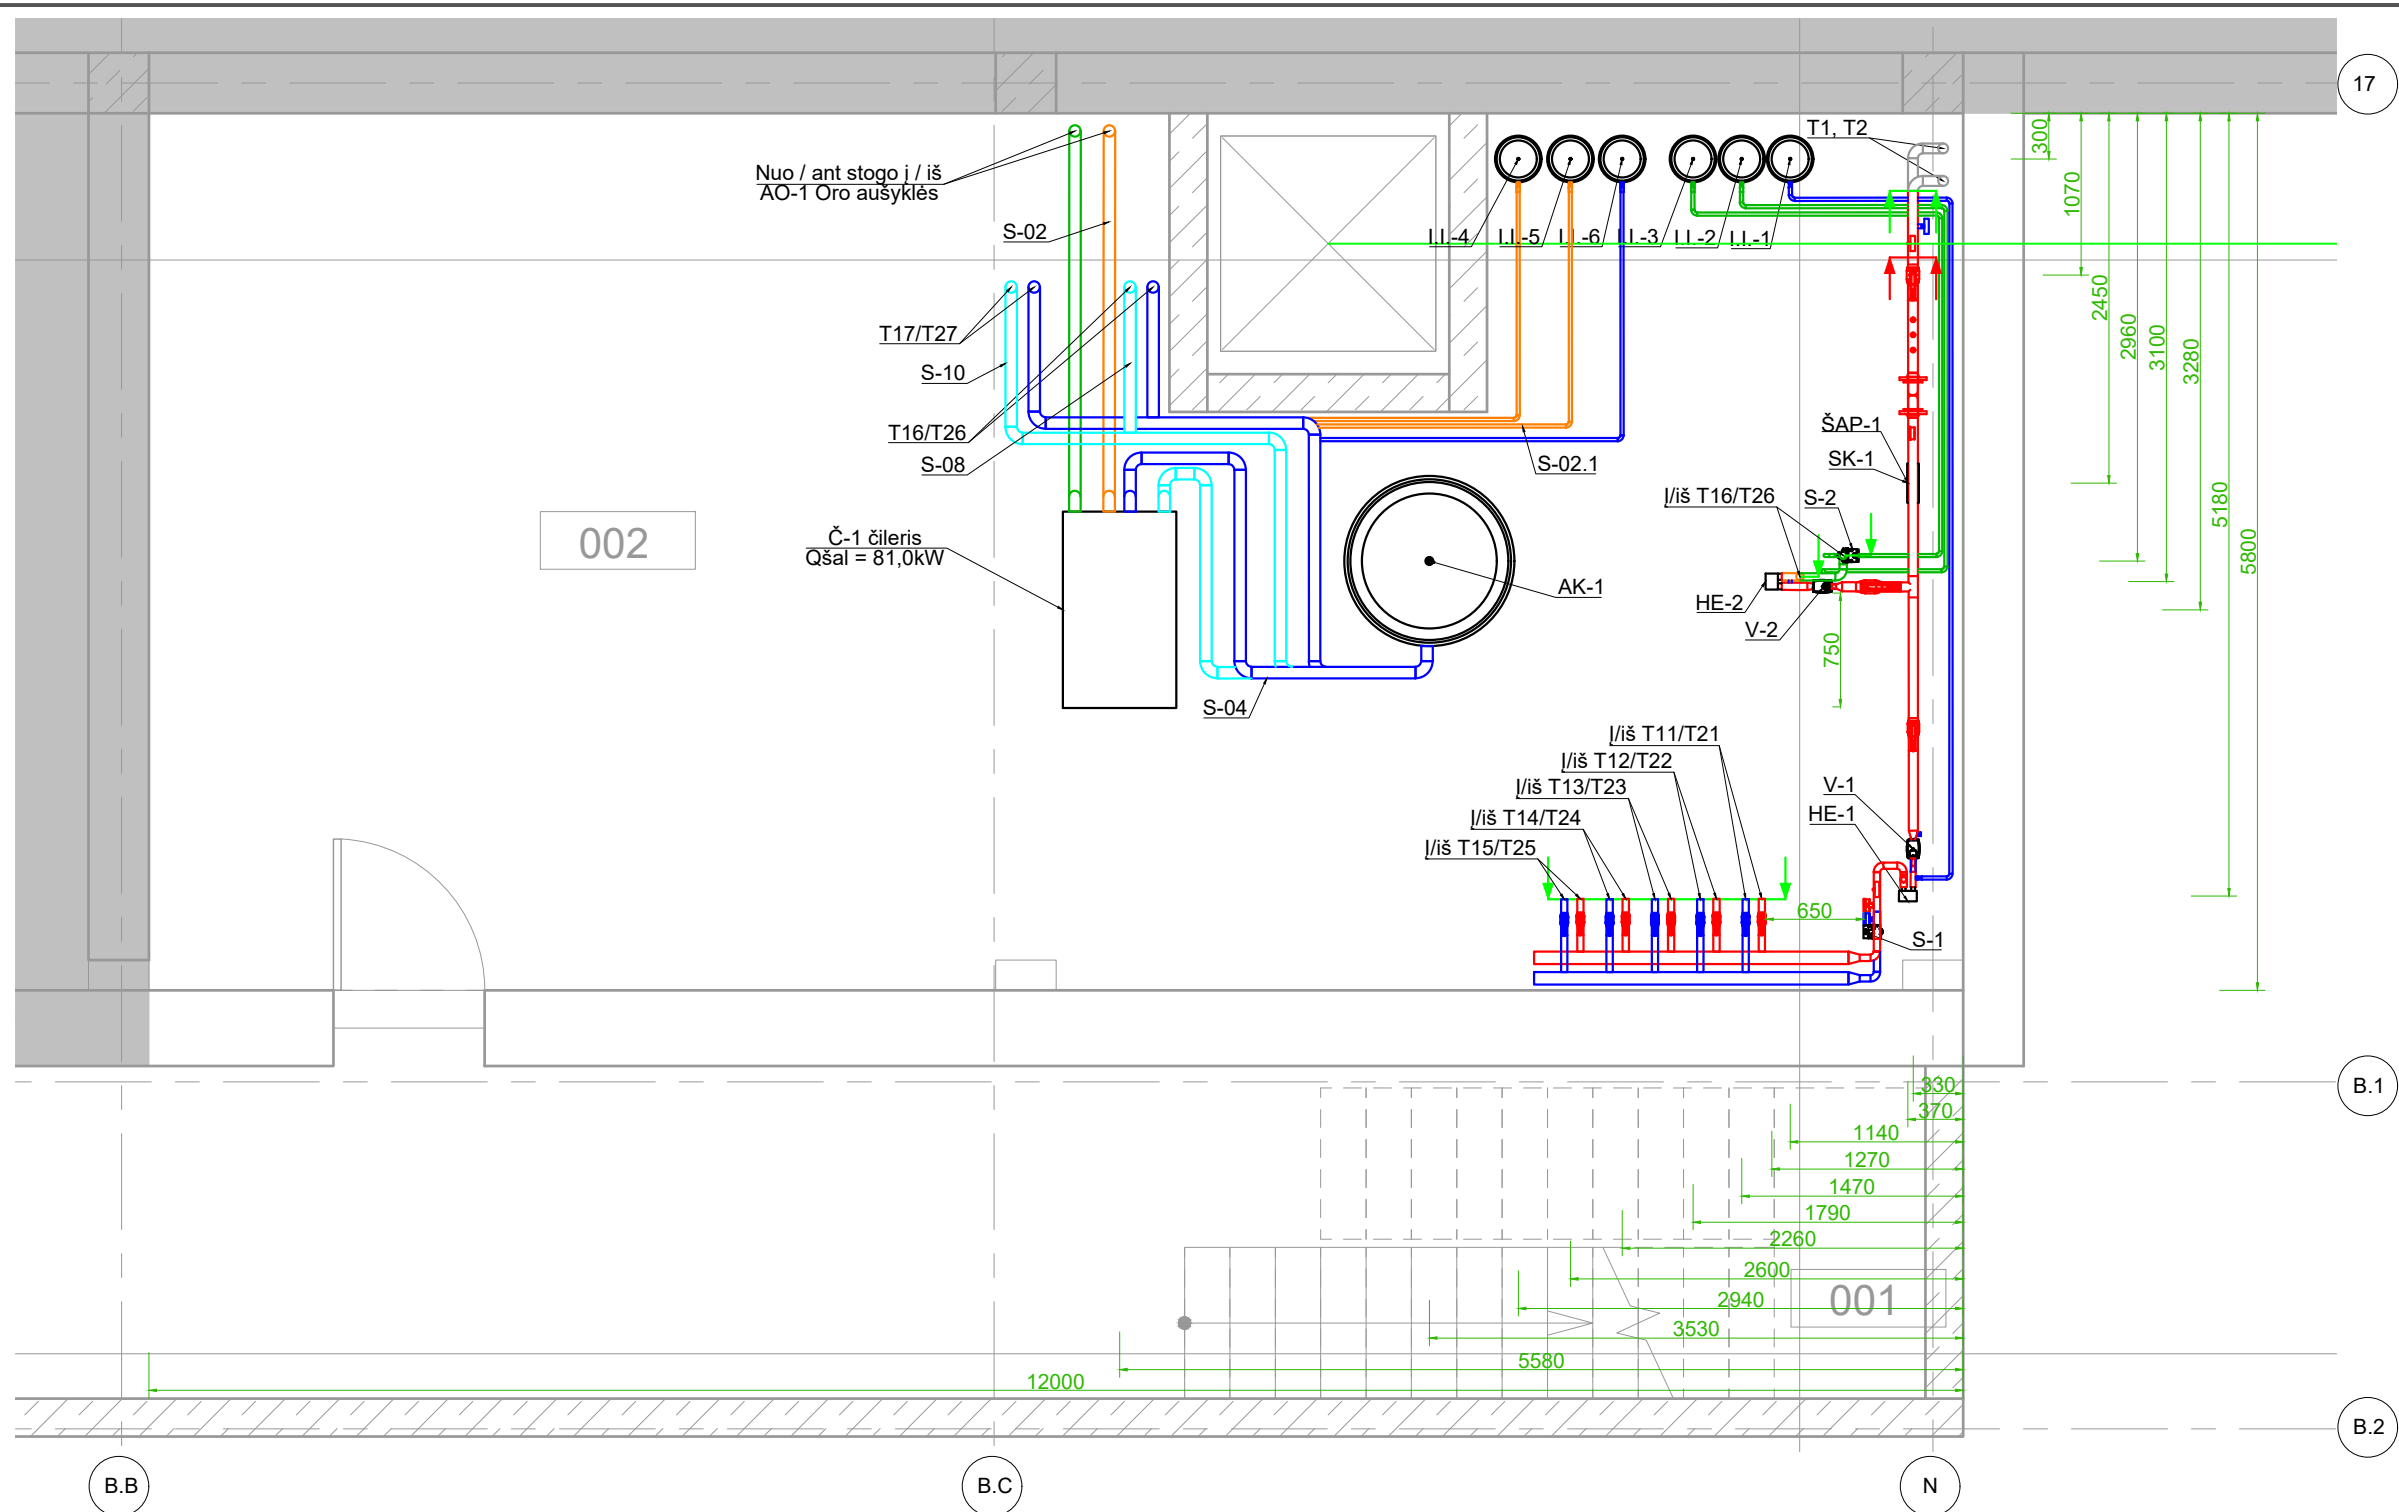 17
T1, T2
300
Nuo / ant stogo į / iš
AO-1 Oro aušyklės
1070
S-02
I.I.-4
I.I.-5
I.I.-6
I.I.-3
I.I.-2
I.I.-1
2450
2960
3100
3280
T17/T27
S-10
T16/T26
S-08
ŠAP-1
SK-1
S-02.1
Į/iš T16/T26
S-2
5180
5800
002
Č-1 čileris
Qšal = 81,0kW
AK-1
HE-2
V-2
750
S-04
Į/iš T11/T21
Į/iš T12/T22
Į/iš T13/T23
Į/iš T14/T24
Į/iš T15/T25
V-1
HE-1
650
S-1
330
B.1
370
1140
1270
1470
1790
2260
2600
2940
001
3530
5580
12000
B.2
B.B
B.C
N